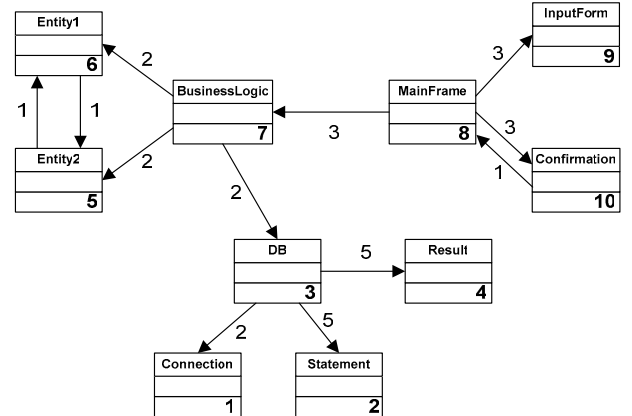 Entity1
6
1
1
Entity2
5
2
2
BusinessLogic
7
3
MainFrame
8
3
InputForm
9
3
1
Confirmation
10
2
DB
3
5
Result
4
2
5
Connection
1
Statement
2